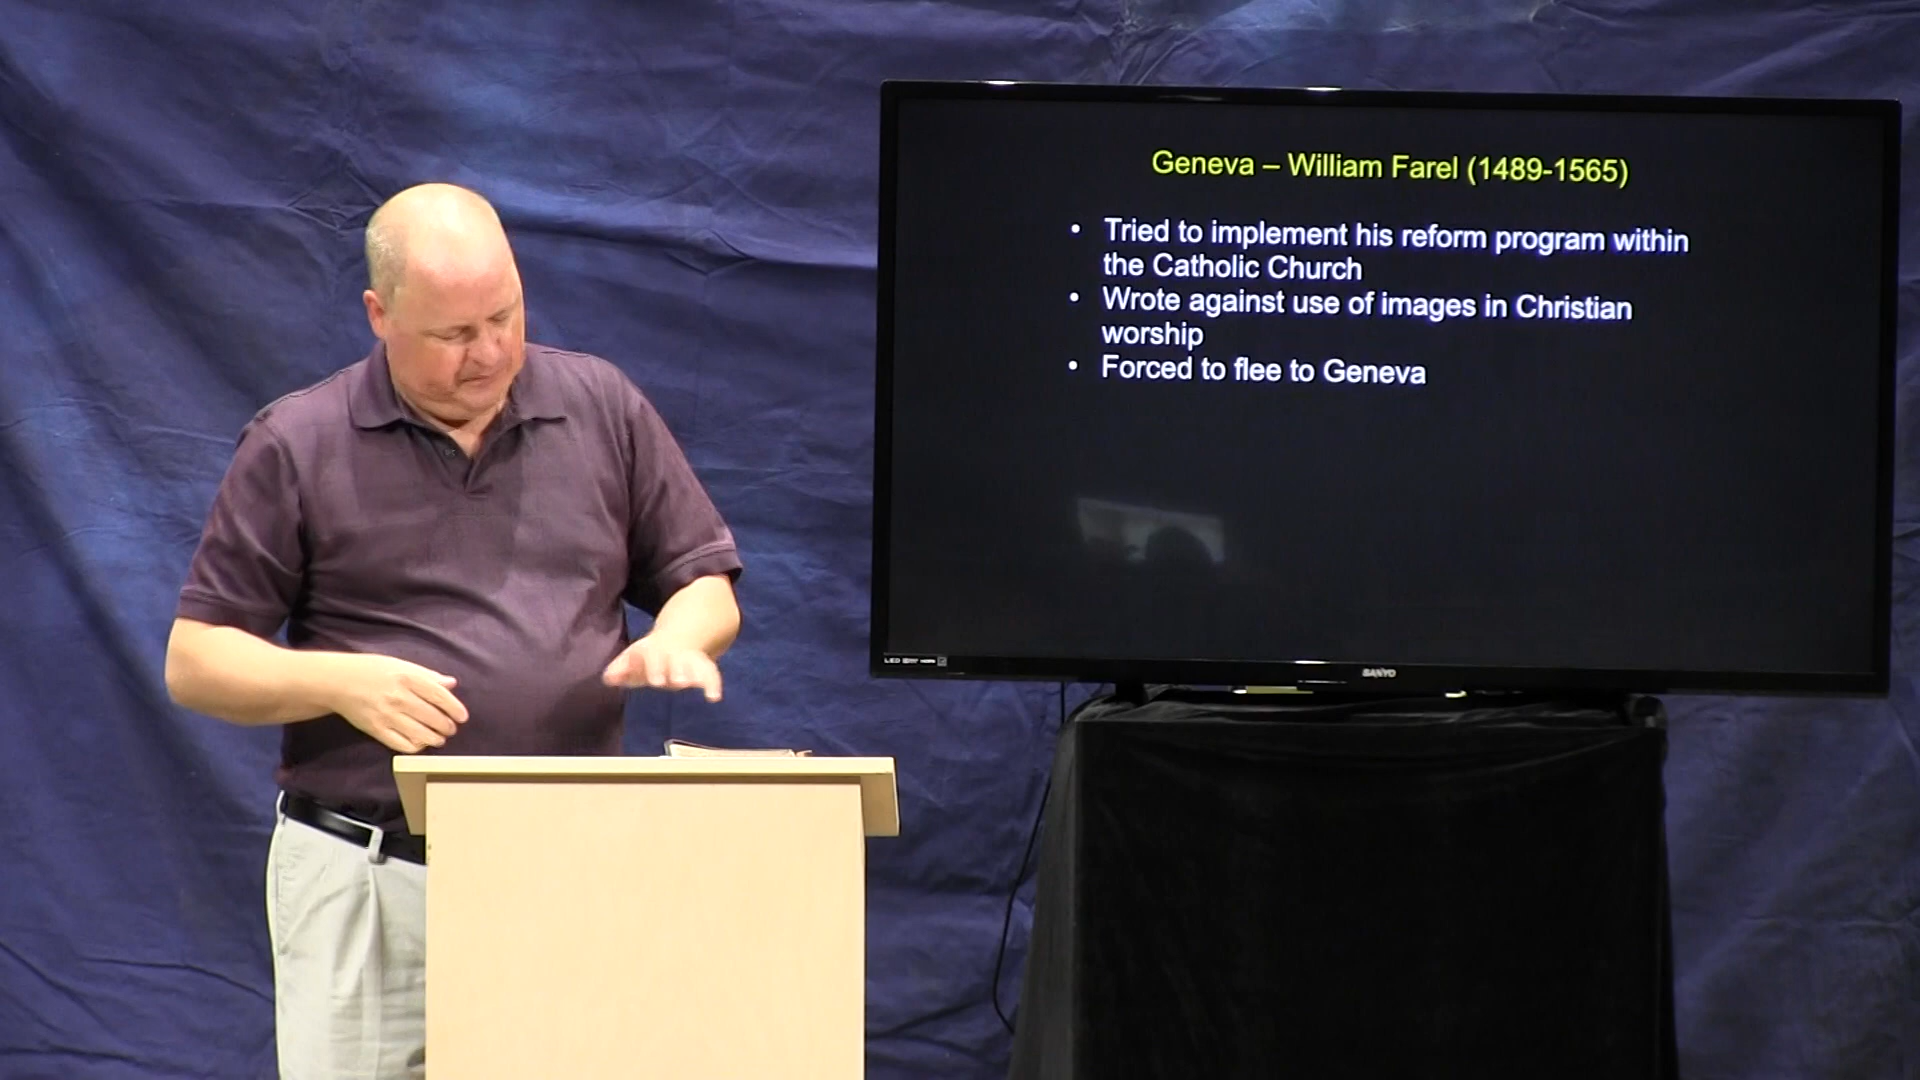 Geneva – William Farel (1489-1565)
• Tried to implement his reform program within
the Catholic Church
• Wrote against use of images in Christian
worship
• Forced to flee to Geneva
LED
SANYO